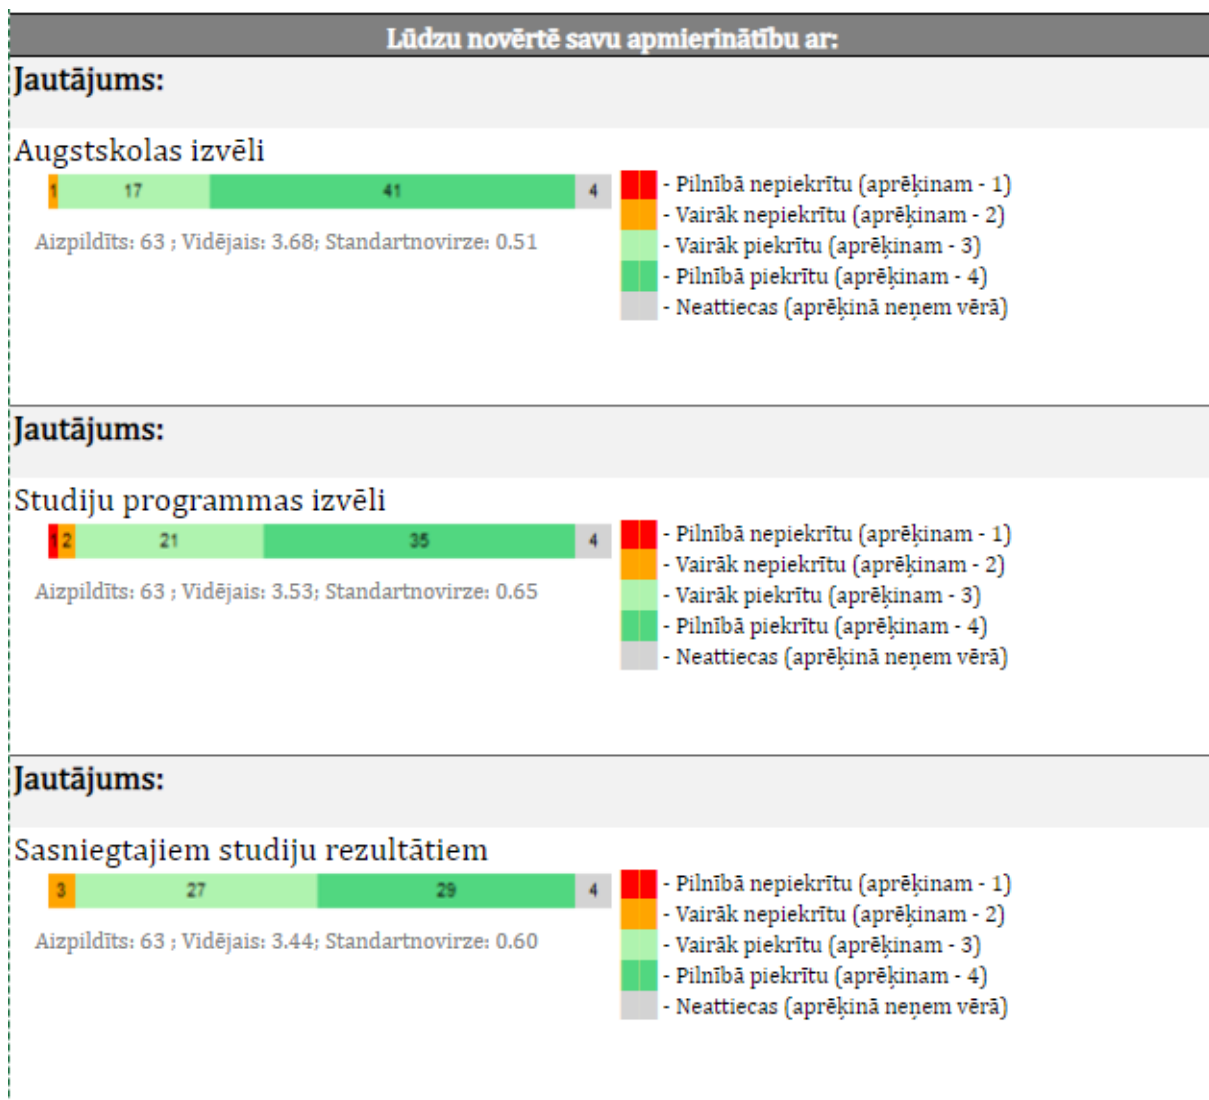 Lūdzu novērtē savu apmierinātību ar:
Jautājums:
Augstskolas izvēli
1 17 41 4
Aizpildīts: 63 ; Vidējais: 3.68; Standartnovirze: 0.51
- Pilnībā nepiekrītu (aprēķinam - 1)
- Vairāk nepiekrītu (aprēķinam - 2)
- Vairāk piekrītu (aprēķinam - 3)
- Pilnībā piekrītu (aprēķinam - 4)
- Neattiecas (aprēķinā neņem vērā)
Jautājums:
Studiju programmas izvēli
1 2 21 35 4
Aizpildīts: 63 ; Vidējais: 3.53; Standartnovirze: 0.65
- Pilnībā nepiekrītu (aprēķinam - 1)
- Vairāk nepiekrītu (aprēķinam - 2)
- Vairāk piekrītu (aprēķinam - 3)
- Pilnībā piekrītu (aprēķinam - 4)
- Neattiecas (aprēķinā neņem vērā)
Jautājums:
Sasniegtajiem studiju rezultātiem
3 27 29 4
Aizpildīts: 63 ; Vidējais: 3.44; Standartnovirze: 0.60
- Pilnībā nepiekrītu (aprēķinam - 1)
- Vairāk nepiekrītu (aprēķinam - 2)
- Vairāk piekrītu (aprēķinam - 3)
- Pilnībā piekrītu (aprēķinam - 4)
- Neattiecas (aprēķinā neņem vērā)